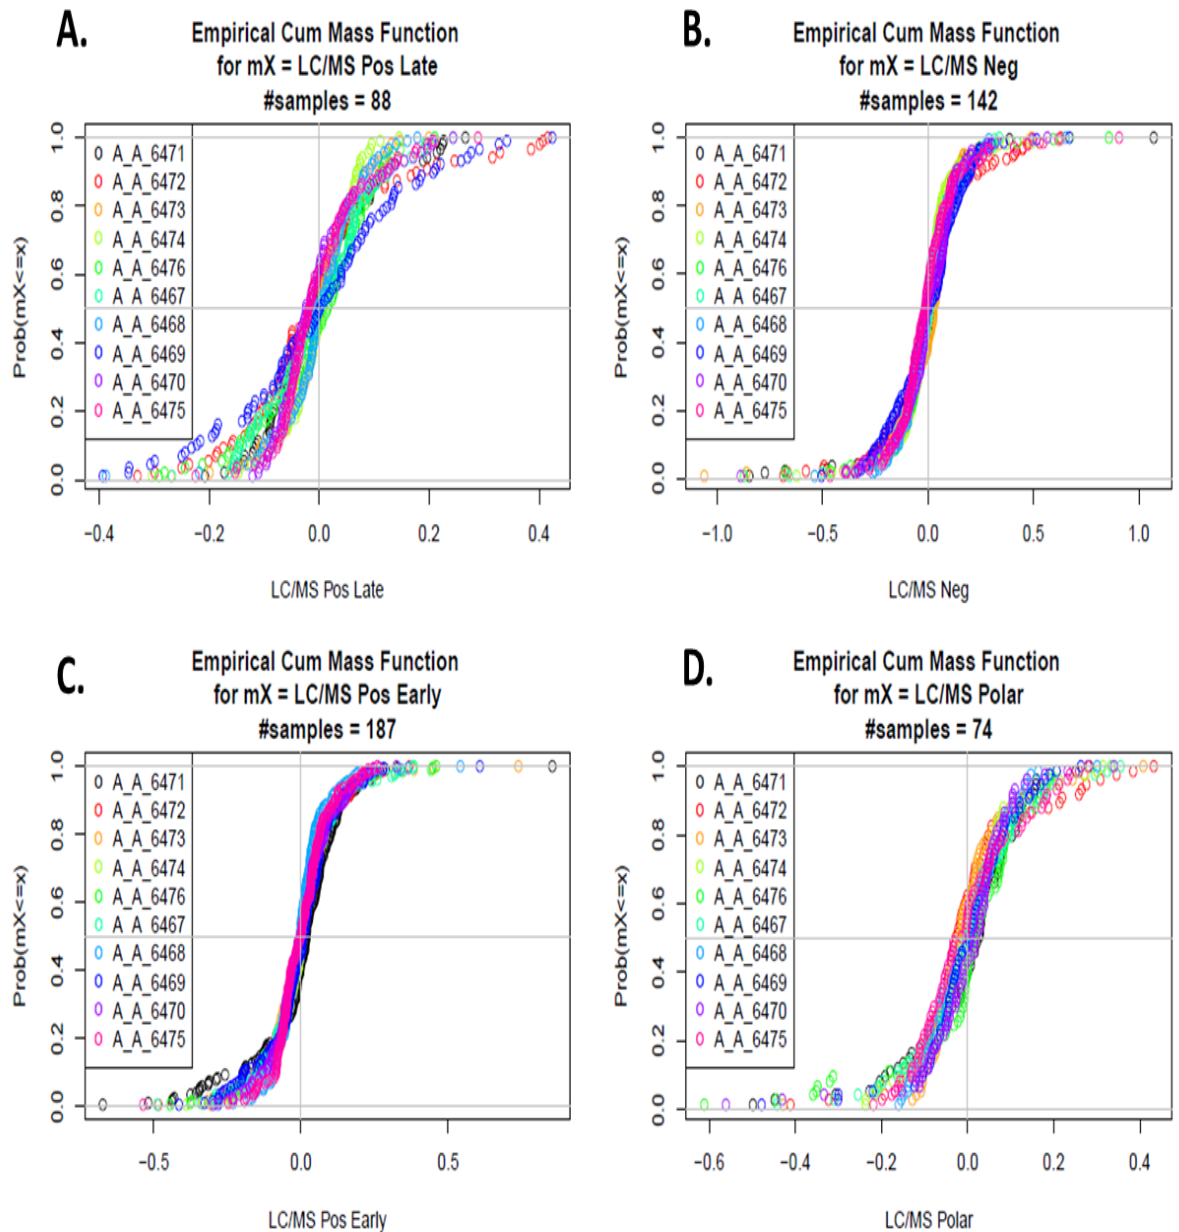 A.
Empirical Cum Mass Function
for mX = LC/MS Pos Late
#samples = 88
A_A_6471
A_A_6472
A_A_6473
A_A_6474
A_A_6476
A_A_6467
A_A_6468
A_A_6469
A_A_6470
A_A_6475
Prob(mX<=x)
0.0 0.2 0.4 0.6 0.8 1.0
−0.4 −0.2 0.0 0.2 0.4
LC/MS Pos Late
B.
Empirical Cum Mass Function
for mX = LC/MS Neg
#samples = 142
A_A_6471
A_A_6472
A_A_6473
A_A_6474
A_A_6476
A_A_6467
A_A_6468
A_A_6469
A_A_6470
A_A_6475
Prob(mX<=x)
0.0 0.2 0.4 0.6 0.8 1.0
−1.0 −0.5 0.0 0.5 1.0
LC/MS Neg
C.
Empirical Cum Mass Function
for mX = LC/MS Pos Early
#samples = 187
A_A_6471
A_A_6472
A_A_6473
A_A_6474
A_A_6476
A_A_6467
A_A_6468
A_A_6469
A_A_6470
A_A_6475
Prob(mX<=x)
0.0 0.2 0.4 0.6 0.8 1.0
−0.5 0.0 0.5
LC/MS Pos Early
D.
Empirical Cum Mass Function
for mX = LC/MS Polar
#samples = 74
A_A_6471
A_A_6472
A_A_6473
A_A_6474
A_A_6476
A_A_6467
A_A_6468
A_A_6469
A_A_6470
A_A_6475
Prob(mX<=x)
0.0 0.2 0.4 0.6 0.8 1.0
−0.6 −0.4 −0.2 0.0 0.2 0.4
LC/MS Polar